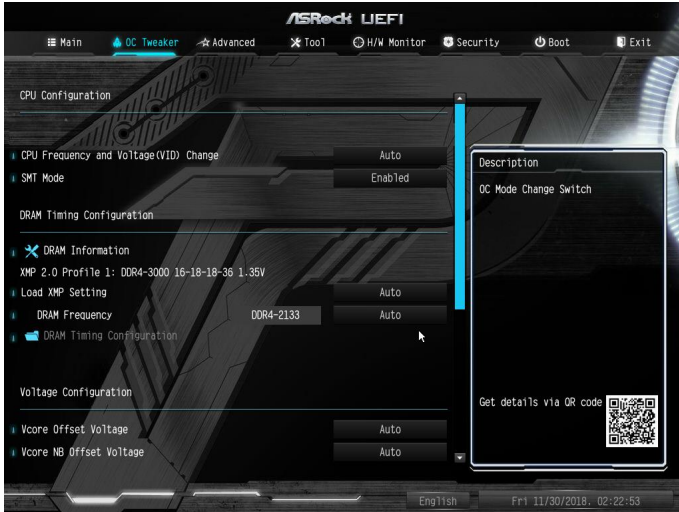 ASRock UEFI
Main OC Tweaker Advanced Tool H/W Monitor Security Boot Exit
CPU Configuration
CPU Frequency and Voltage(VID) Change Auto
SMT Mode Enabled
DRAM Timing Configuration
DRAM Information
XMP 2.0 Profile 1: DDR4-3000 16-18-18-36 1.35V
Load XMP Setting Auto
DRAM Frequency DDR4-2133 Auto
DRAM Timing Configuration
Voltage Configuration
Vcore Offset Voltage Auto
Vcore NB Offset Voltage Auto
Description
OC Mode Change Switch
Get details via QR code
English Fri 11/30/2018. 02:22:53